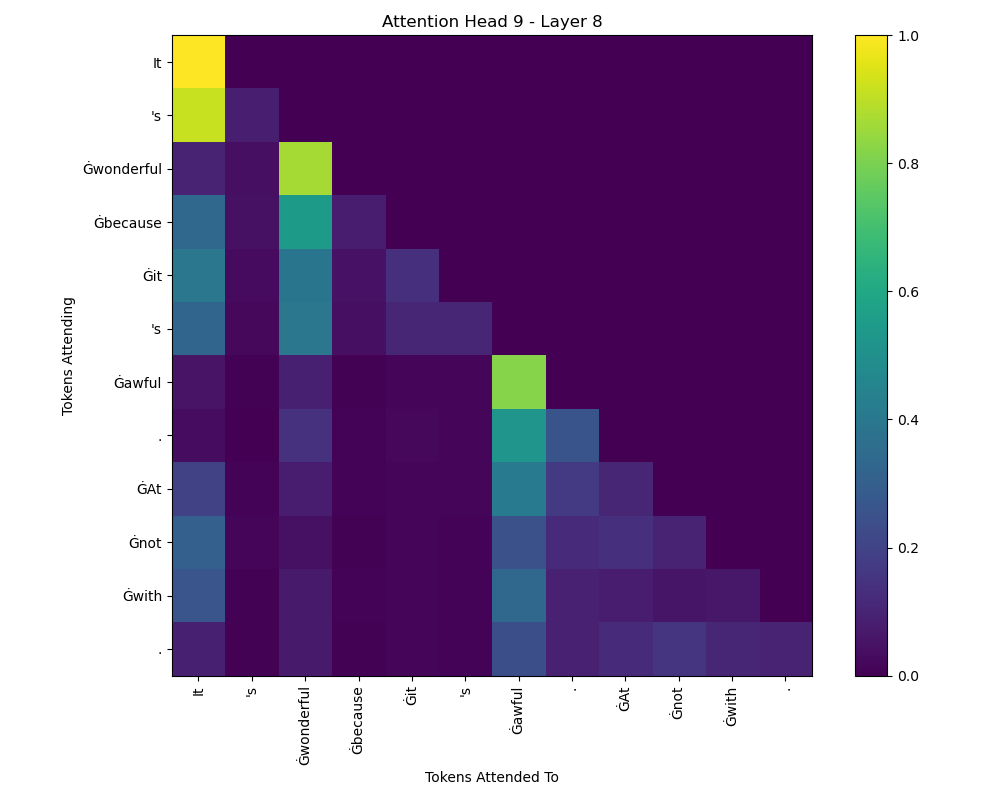 Attention Head 9 - Layer 8
Tokens Attending
It
's
Ġwonderful
Ġbecause
Ġit
's
Ġawful
.
ĠAt
Ġnot
Ġwith
.
It
's
Ġwonderful
Ġbecause
Ġit
's
Ġawful
.
ĠAt
Ġnot
Ġwith
.
Tokens Attended To
1.0
0.8
0.6
0.4
0.2
0.0